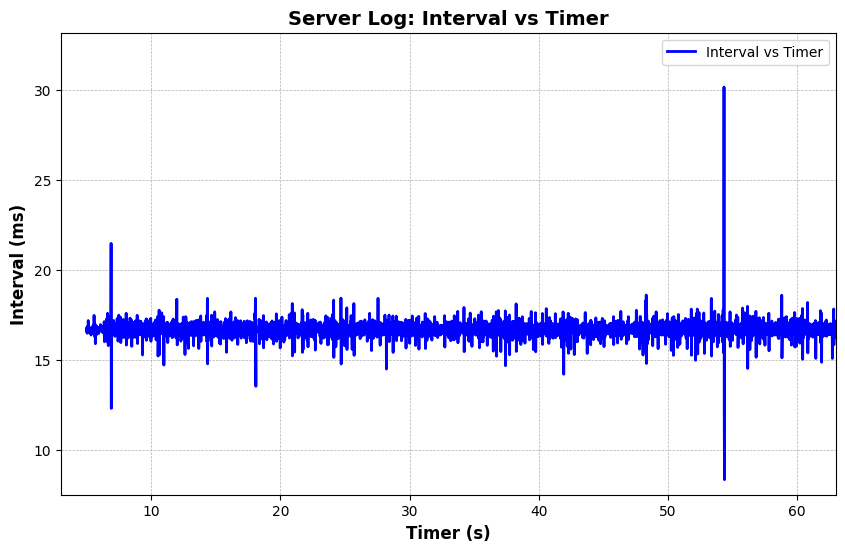 Server Log: Interval vs Timer
Interval vs Timer
Interval (ms)
30
25
20
15
10
10 20 30 40 50 60
Timer (s)